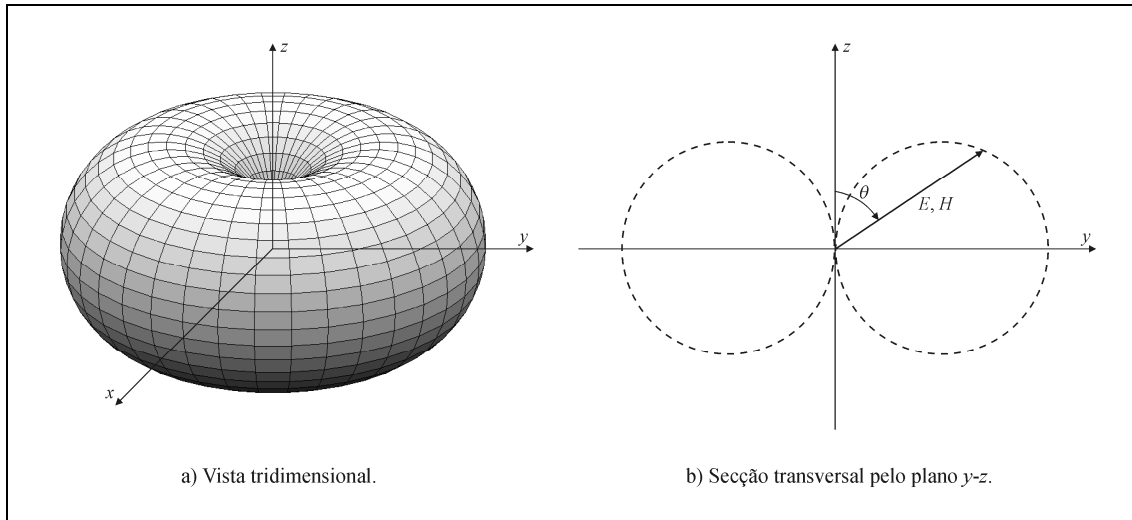 z
y
x
a) Vista tridimensional.
z
θ
E, H
y
b) Secção transversal pelo plano y-z.